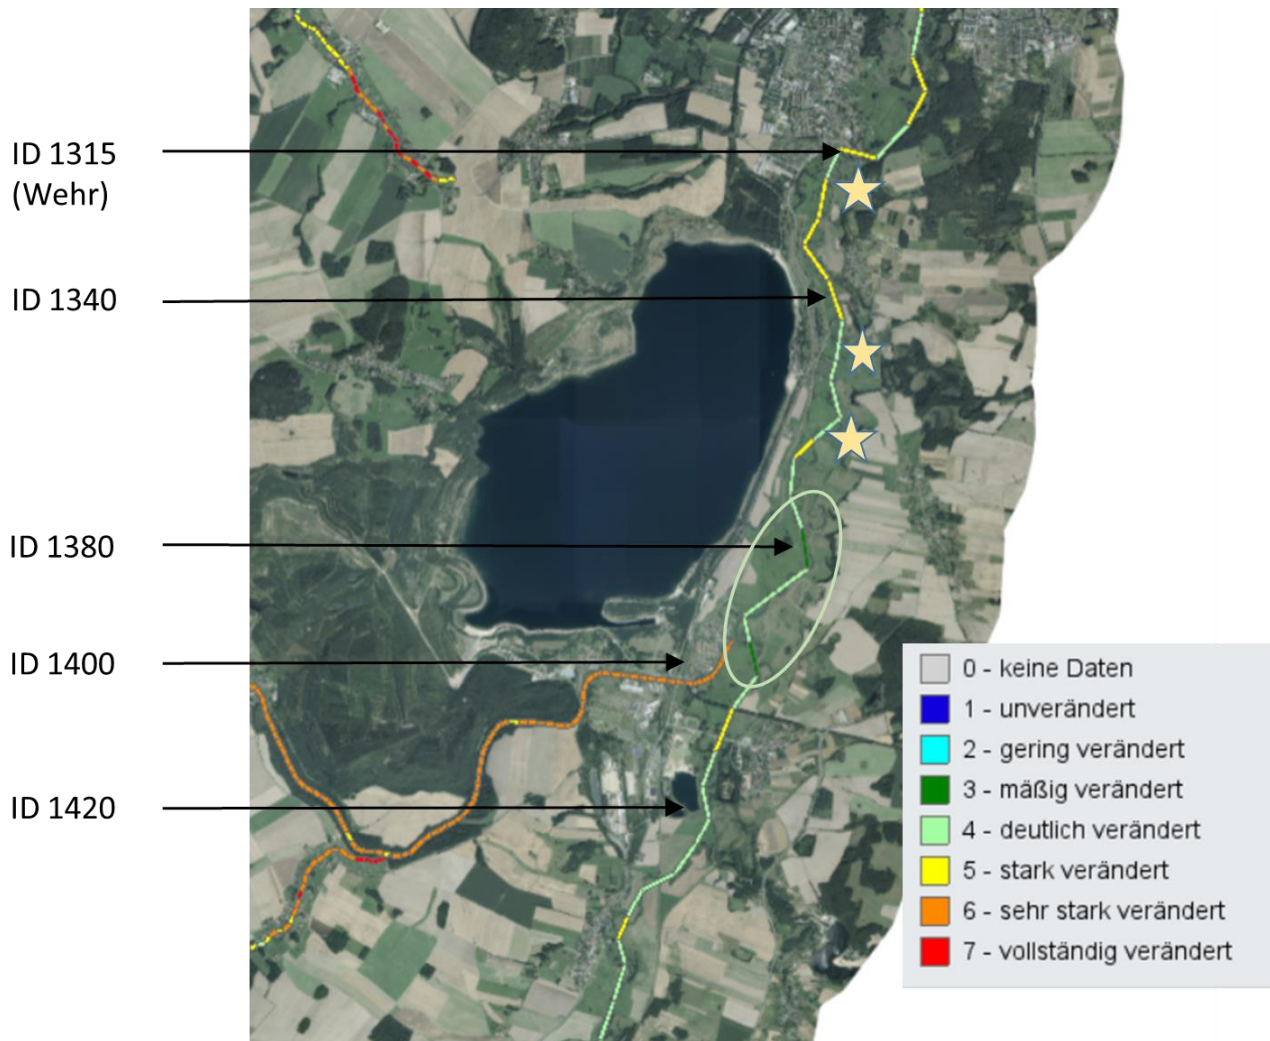 ID 1315
(Wehr)
ID 1340
ID 1380
ID 1400
ID 1420
0 - keine Daten
1 - unverändert
2 - gering verändert
3 - mäßig verändert
4 - deutlich verändert
5 - stark verändert
6 - sehr stark verändert
7 - vollständig verändert